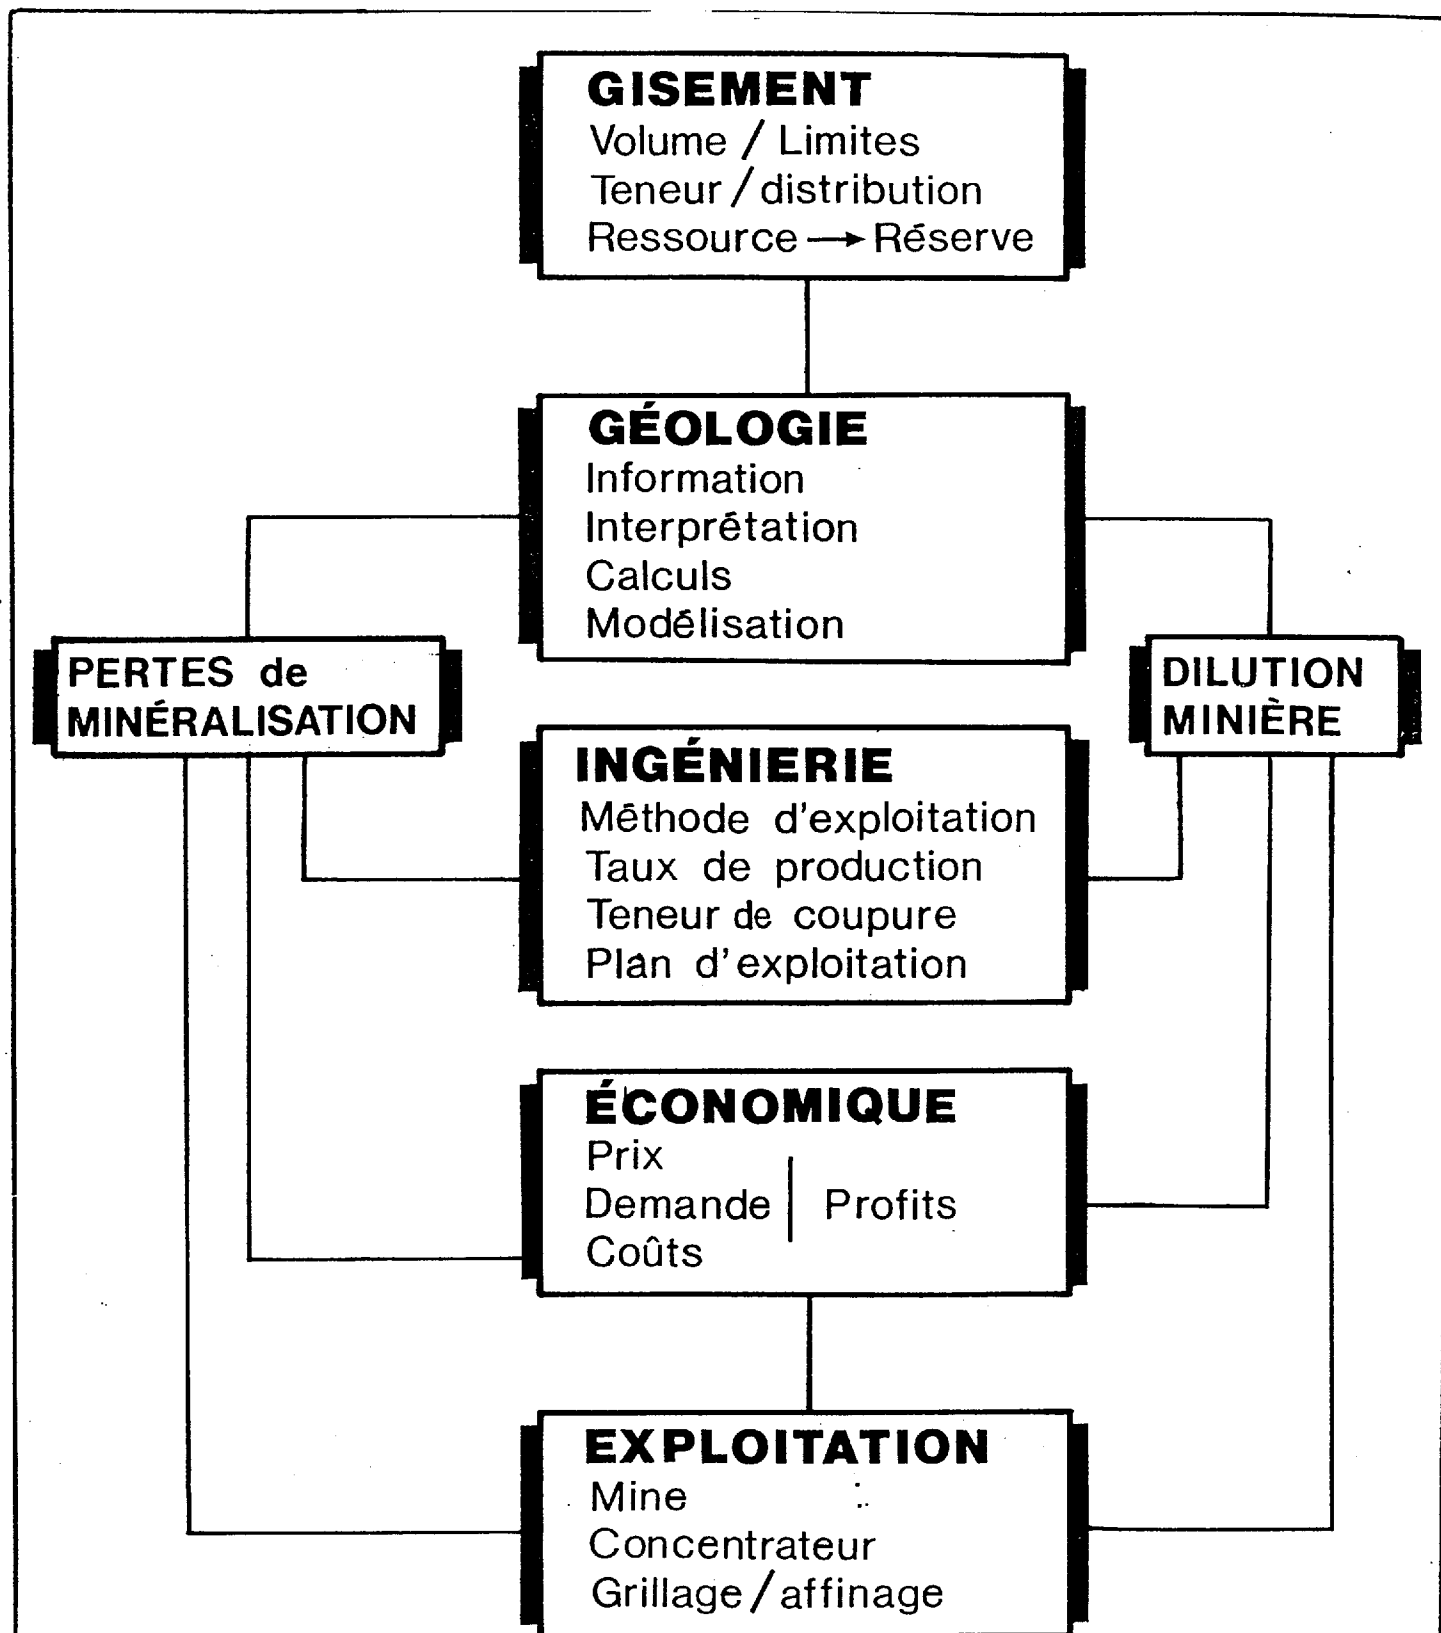 GISEMENT
Volume / Limites
Teneur / distribution
Ressource → Réserve
GÉOLOGIE
Information
Interprétation
Calculs
Modélisation
PERTES de
MINÉRALISATION
DILUTION
MINIÈRE
INGÉNIERIE
Méthode d'exploitation
Taux de production
Teneur de coupure
Plan d'exploitation
ÉCONOMIQUE
Prix
Demande | Profits
Coûts
EXPLOITATION
Mine
Concentrateur
Grillage / affinage